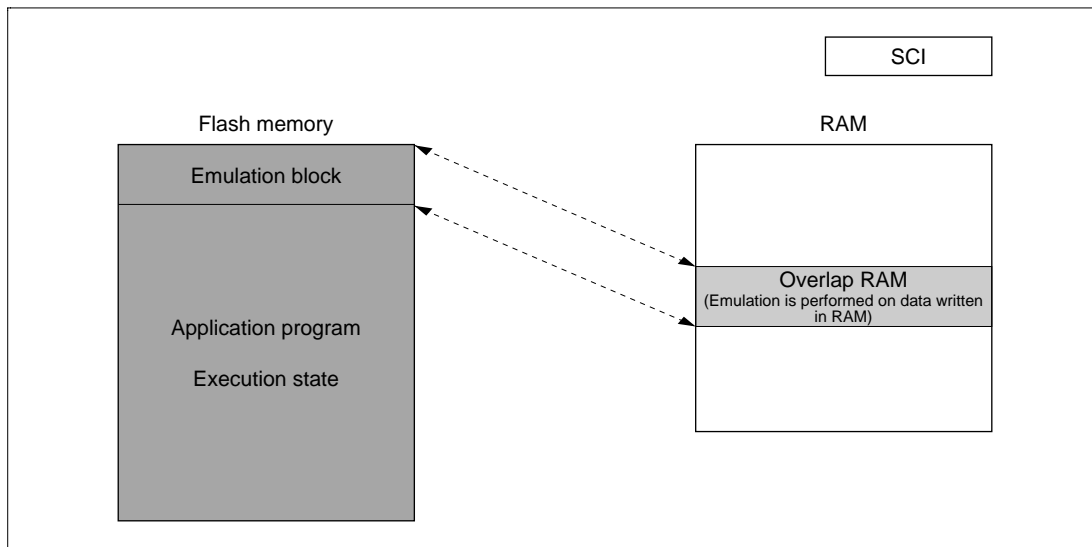 SCI
Flash memory
RAM
Emulation block
Overlap RAM
(Emulation is performed on data written
in RAM)
Application program
Execution state